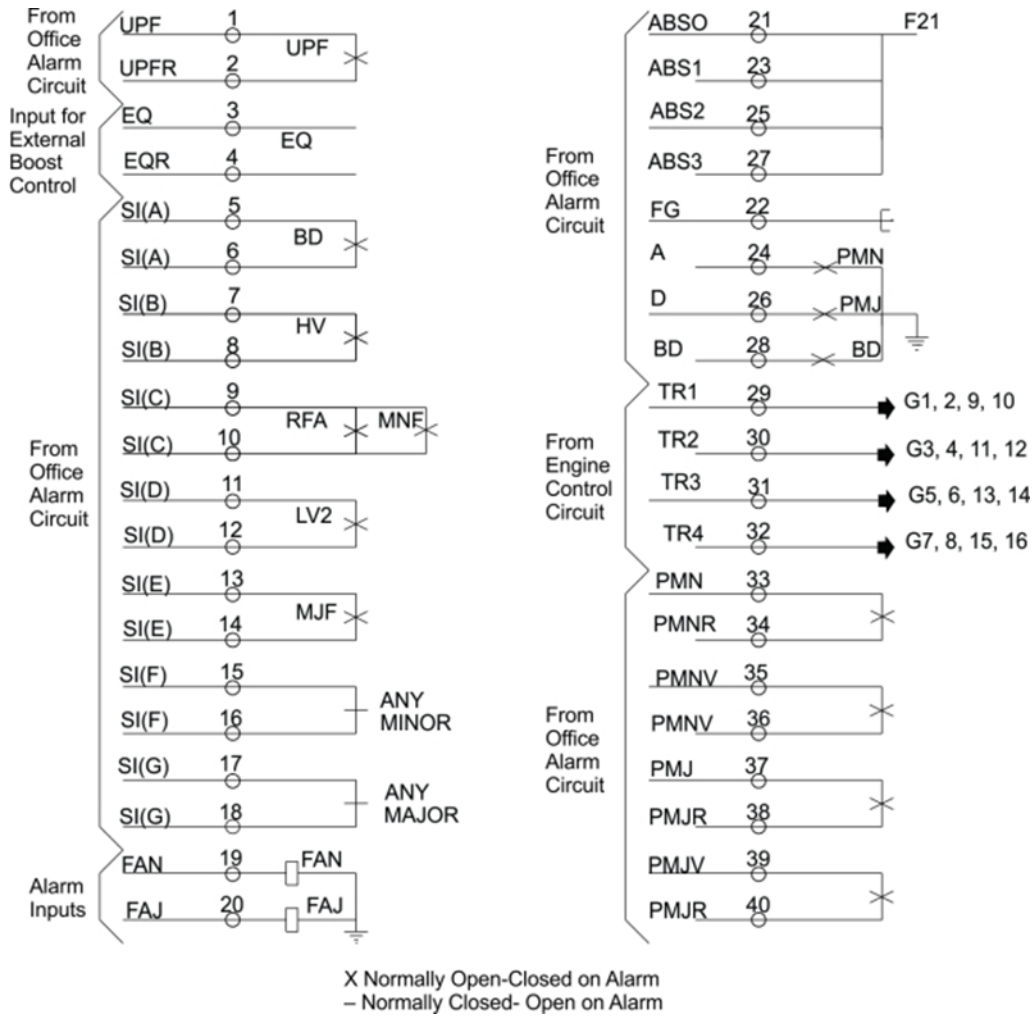 From
Office
Alarm
Circuit
UPF 1
UPF
UPFR 2
Input for
External
Boost
Control
EQ 3
EQ
EQR 4
From
Office
Alarm
Circuit
SI(A) 5
BD
SI(A) 6
SI(B) 7
HV
SI(B) 8
SI(C) 9
RFA MNF
SI(C) 10
SI(D) 11
LV2
SI(D) 12
SI(E) 13
MJF
SI(E) 14
SI(F) 15
ANY
MINOR
SI(F) 16
SI(G) 17
ANY
MAJOR
SI(G) 18
Alarm
Inputs
FAN 19 FAN
FAJ 20 FAJ
From
Office
Alarm
Circuit
ABSO 21 F21
ABS1 23
ABS2 25
ABS3 27
FG 22
A 24 PMN
D 26 PMJ
BD 28 BD
From
Engine
Control
Circuit
TR1 29 G1, 2, 9, 10
TR2 30 G3, 4, 11, 12
TR3 31 G5, 6, 13, 14
TR4 32 G7, 8, 15, 16
From
Office
Alarm
Circuit
PMN 33
PMNR 34
PMNV 35
PMNV 36
PMJ 37
PMJR 38
PMJV 39
PMJR 40
X Normally Open-Closed on Alarm
– Normally Closed- Open on Alarm